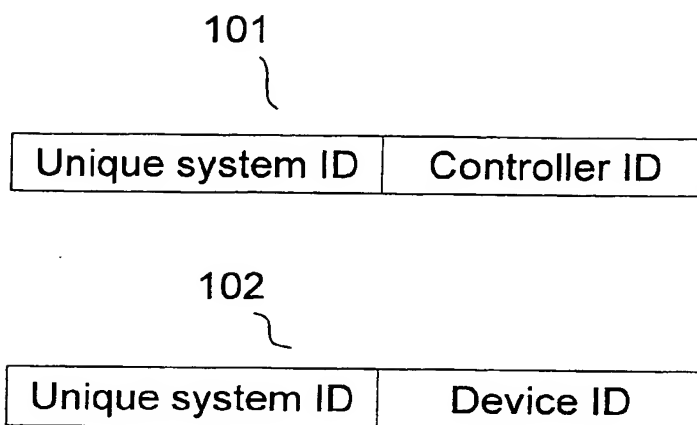 101
Unique system ID Controller ID
102
Unique system ID Device ID